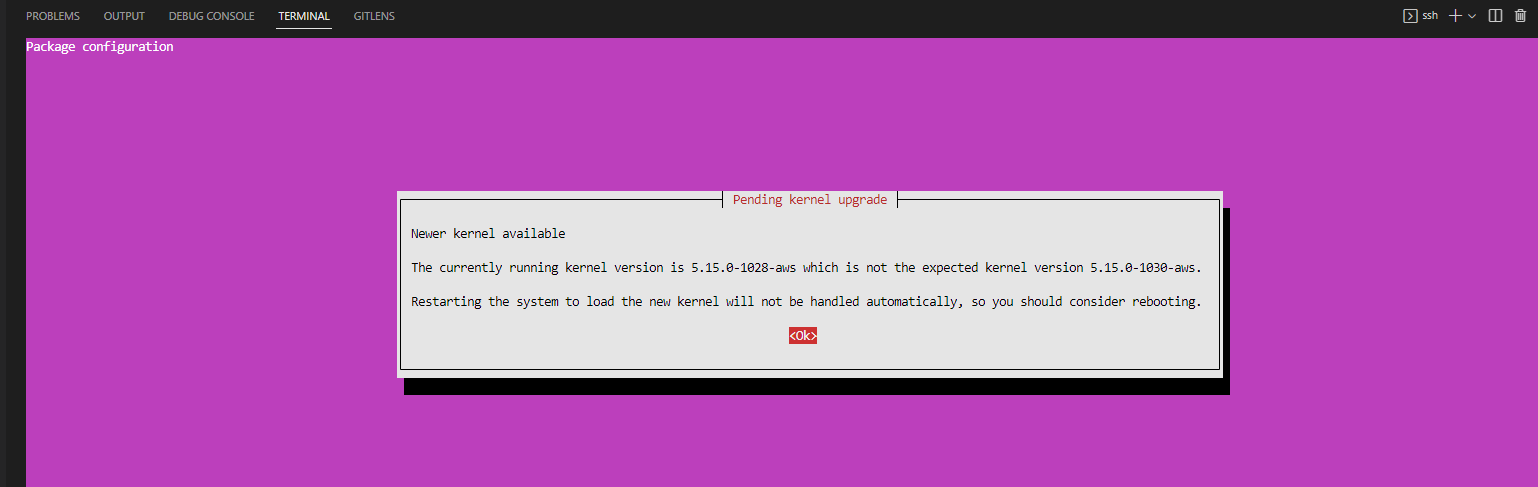 PROBLEMS OUTPUT DEBUG CONSOLE TERMINAL GITLENS ssh
Package configuration
Pending kernel upgrade
Newer kernel available
The currently running kernel version is 5.15.0-1028-aws which is not the expected kernel version 5.15.0-1030-aws.
Restarting the system to load the new kernel will not be handled automatically, so you should consider rebooting.
<Ok>